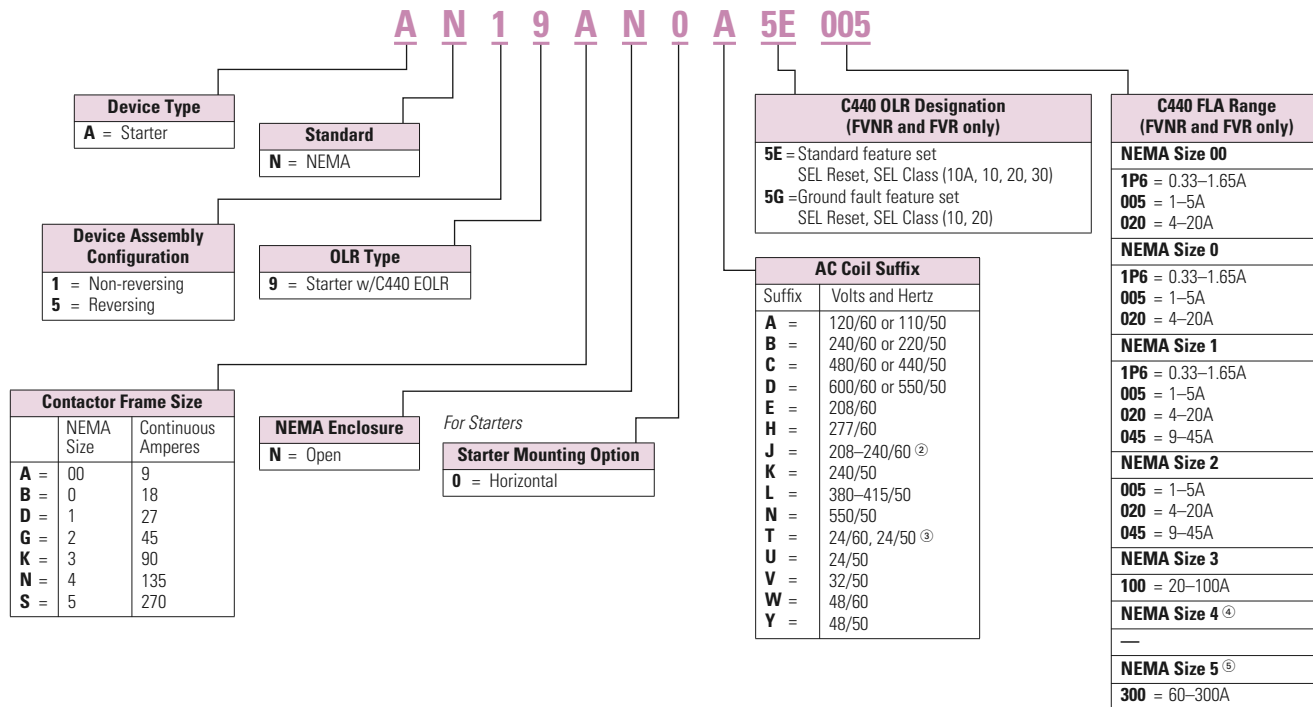 A N 1 9 A N 0 A 5E 005
Device Type
A = Starter
Standard
N = NEMA
Device Assembly
Configuration
1 = Non-reversing
5 = Reversing
OLR Type
9 = Starter w/C440 EOLR
Contactor Frame Size
NEMA Size Continuous Amperes
A = 00 9
B = 0 18
D = 1 27
G = 2 45
K = 3 90
N = 4 135
S = 5 270
NEMA Enclosure
N = Open
For Starters
Starter Mounting Option
0 = Horizontal
C440 OLR Designation
(FVNR and FVR only)
5E = Standard feature set
SEL Reset, SEL Class (10A, 10, 20, 30)
5G =Ground fault feature set
SEL Reset, SEL Class (10, 20)
AC Coil Suffix
Suffix Volts and Hertz
A = 120/60 or 110/50
B = 240/60 or 220/50
C = 480/60 or 440/50
D = 600/60 or 550/50
E = 208/60
H = 277/60
J = 208–240/60 ②
K = 240/50
L = 380–415/50
N = 550/50
T = 24/60, 24/50 ③
U = 24/50
V = 32/50
W = 48/60
Y = 48/50
C440 FLA Range
(FVNR and FVR only)
NEMA Size 00
1P6 = 0.33–1.65A
005 = 1–5A
020 = 4–20A
NEMA Size 0
1P6 = 0.33–1.65A
005 = 1–5A
020 = 4–20A
NEMA Size 1
1P6 = 0.33–1.65A
005 = 1–5A
020 = 4–20A
045 = 9–45A
NEMA Size 2
005 = 1–5A
020 = 4–20A
045 = 9–45A
NEMA Size 3
100 = 20–100A
NEMA Size 4 ④
—
NEMA Size 5 ⑤
300 = 60–300A